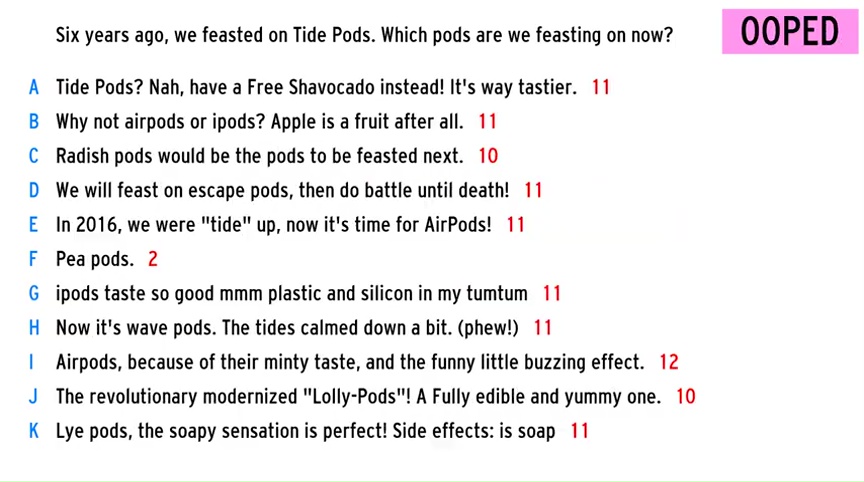 Six years ago, we feasted on Tide Pods. Which pods are we feasting on now?
OOPED
A Tide Pods? Nah, have a Free Shavocado instead! It's way tastier. 11
B Why not airpods or ipods? Apple is a fruit after all. 11
C Radish pods would be the pods to be feasted next. 10
D We will feast on escape pods, then do battle until death! 11
E In 2016, we were "tide" up, now it's time for AirPods! 11
F Pea pods. 2
G ipods taste so good mmm plastic and silicon in my tumtum 11
H Now it's wave pods. The tides calmed down a bit. (phew!) 11
I Airpods, because of their minty taste, and the funny little buzzing effect. 12
J The revolutionary modernized "Lolly-Pods"! A Fully edible and yummy one. 10
K Lye pods, the soapy sensation is perfect! Side effects: is soap 11